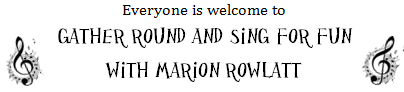 Everyone is welcome to
GATHER ROUND AND SiNG FOR FUN
WiTH MARiON ROWLATT